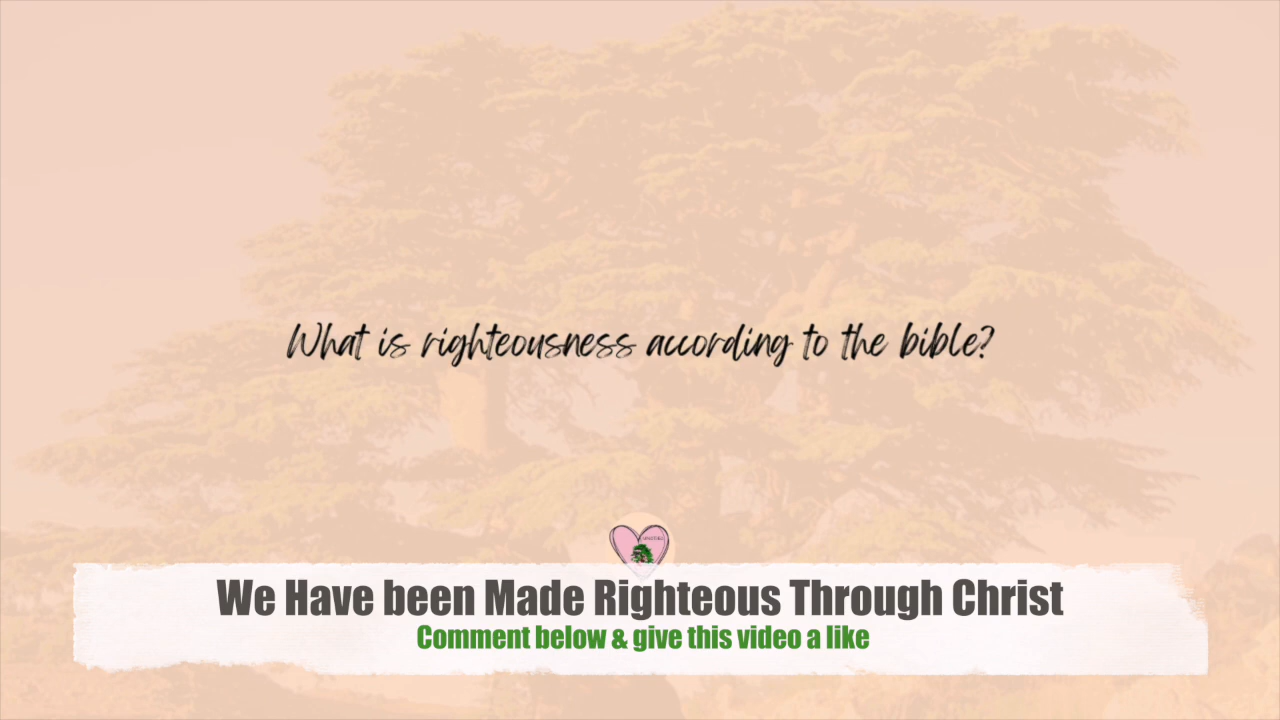 What is righteousness according to the bible?
We Have been Made Righteous Through Christ
Comment below & give this video a like